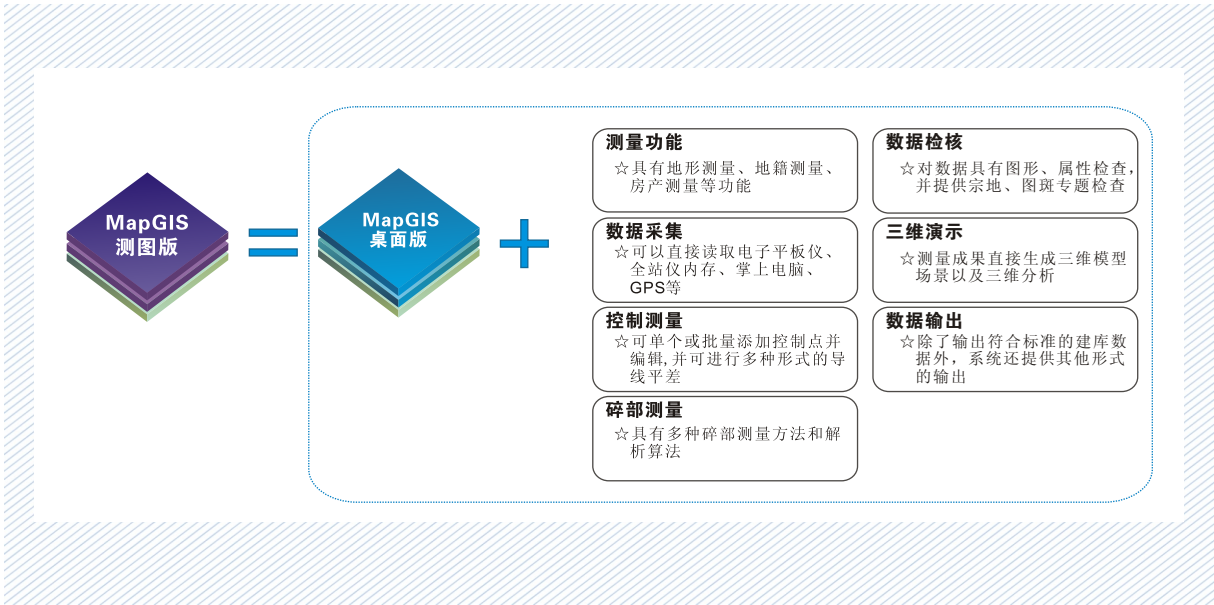 MapGIS
测图版
MapGIS
桌面版
测量功能
☆具有地形测量、地籍测量、
房产测量等功能
数据采集
☆可以直接读取电子平板仪、
全站仪内存、掌上电脑、
GPS等
控制测量
☆可单个或批量添加控制点并
编辑,并可进行多种形式的导
线平差
碎部测量
☆具有多种碎部测量方法和解
析算法
数据检核
☆对数据具有图形、属性检查，
并提供宗地、图斑专题检查
三维演示
☆测量成果直接生成三维模型
场景以及三维分析
数据输出
☆除了输出符合标准的建库数
据外，系统还提供其他形式
的输出